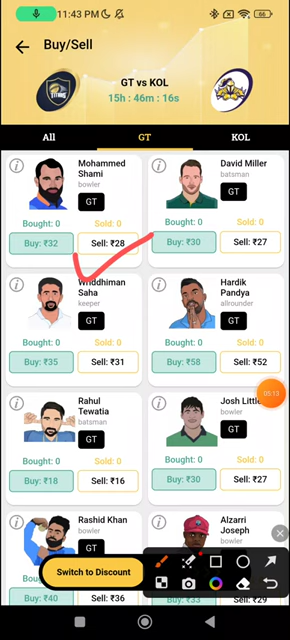 11:43 PM
66
Buy/Sell
GT vs KOL
15h : 46m : 16s
TITANS
All GT KOL
Mohammed Shami
bowler
GT
Bought: 0 Sold: 0
Buy: ₹32 Sell: ₹28
David Miller
batsman
GT
Bought: 0 Sold: 0
Buy: ₹30 Sell: ₹27
Wriddhiman Saha
keeper
GT
Bought: 0 Sold: 0
Buy: ₹35 Sell: ₹31
Hardik Pandya
allrounder
GT
Bought: 0 Sold: 0
Buy: ₹58 Sell: ₹52
05:13
Rahul Tewatia
batsman
GT
Bought: 0 Sold: 0
Buy: ₹18 Sell: ₹16
Josh Little
bowler
GT
Bought: 0 Sold: 0
Buy: ₹30 Sell: ₹27
Rashid Khan
bowler
Buy: ₹40 Sell: ₹36
Alzarri Joseph
bowler
Buy: ₹33 Sell: ₹29
Switch to Discount